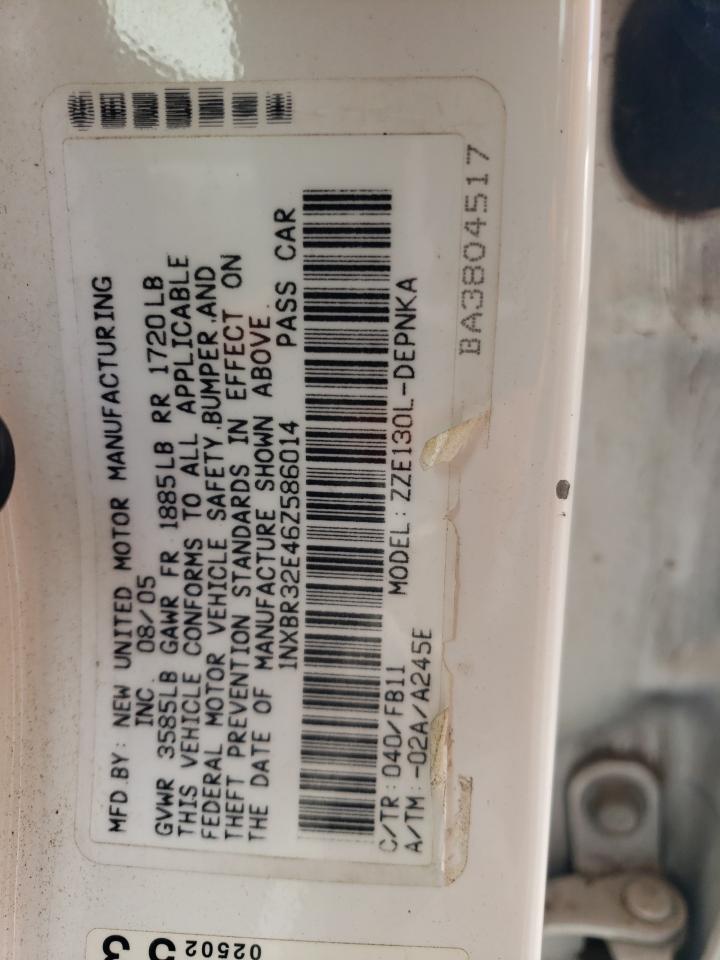 MFD.BY: NEW UNITED MOTOR MANUFACTURING
INC. 08/05
GVWR 3585LB GAWR FR 1885LB RR 1720LB
THIS VEHICLE CONFORMS TO ALL APPLICABLE
FEDERAL MOTOR VEHICLE SAFETY,BUMPER,AND
THEFT PREVENTION STANDARDS IN EFFECT ON
THE DATE OF MANUFACTURE SHOWN ABOVE.
1NXBR32E46Z586014 PASS CAR
C/TR:040/FB11 MODEL:ZZE130L-DEPNKA
A/TM:-02A/A245E
BA3804517
02502